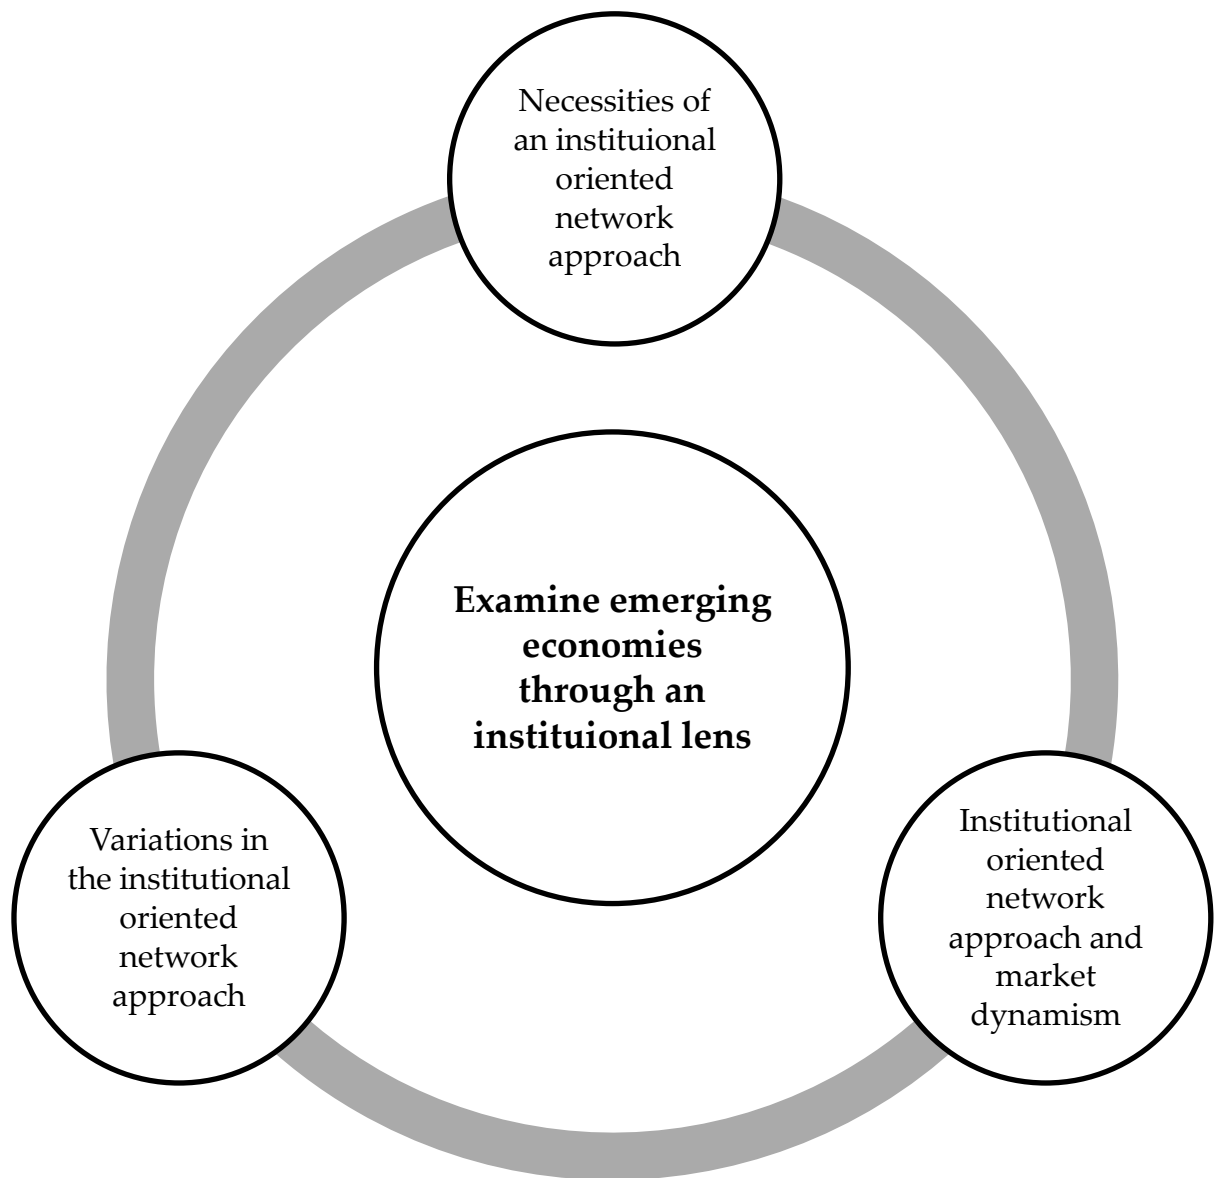 Necessities of
an instituional
oriented
network
approach
Examine emerging
economies
through an
instituional lens
Variations in
the institutional
oriented
network
approach
Institutional
oriented
network
approach and
market
dynamism